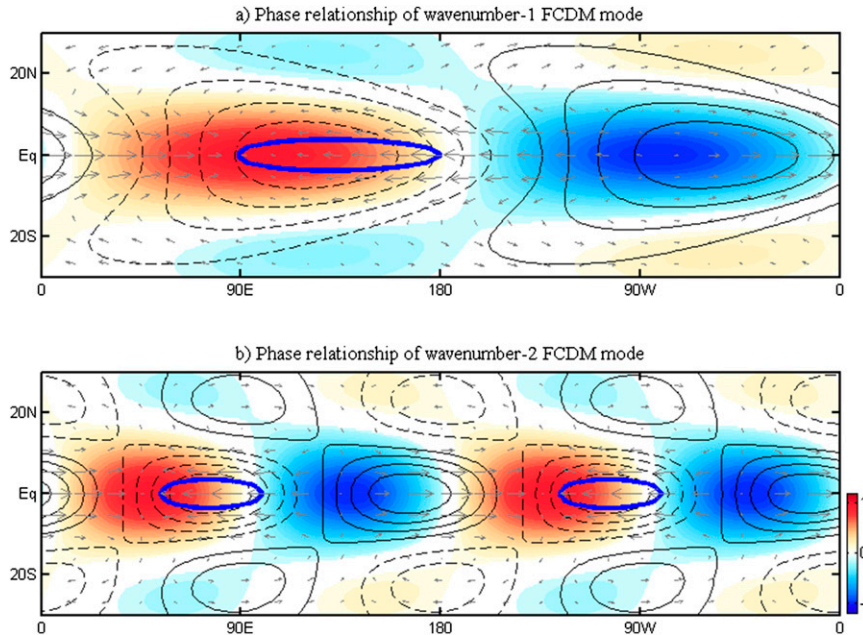 a) Phase relationship of wavenumber-1 FCDM mode
20N
Eq
20S
0 90E 180 90W 0
b) Phase relationship of wavenumber-2 FCDM mode
20N
Eq
20S
0 90E 180 90W 0